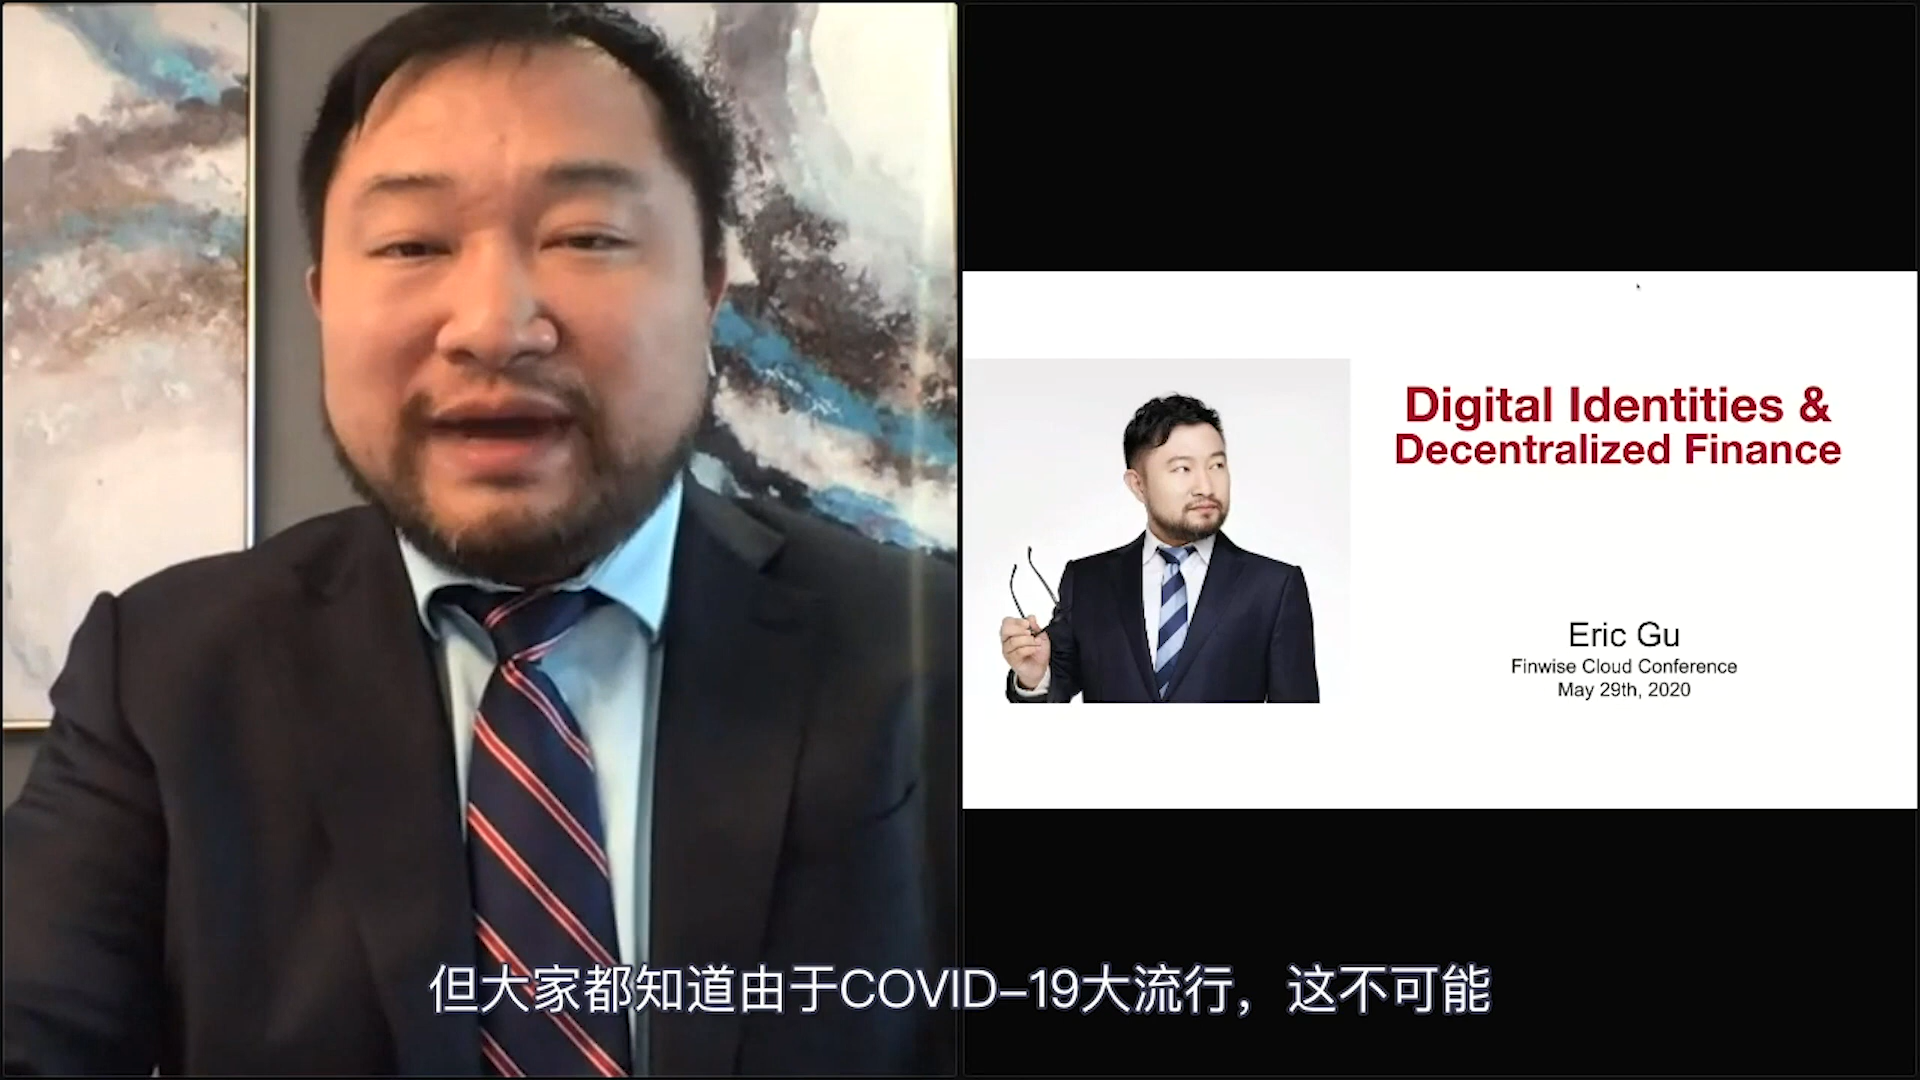 Digital Identities &
Decentralized Finance
Eric Gu
Finwise Cloud Conference
May 29th, 2020
但大家都知道由于COVID–19大流行，这不可能